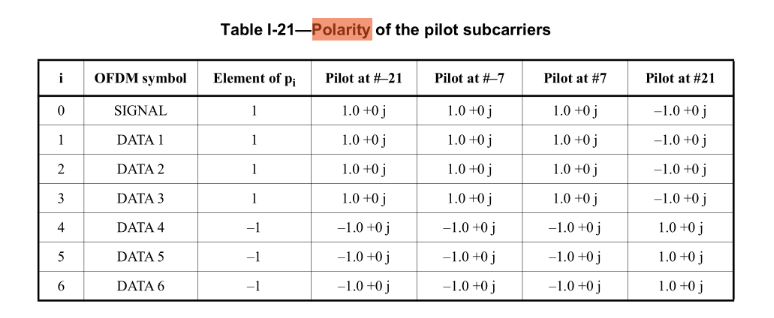 Table I-21—Polarity of the pilot subcarriers
i OFDM symbol Element of pi Pilot at #–21 Pilot at #–7 Pilot at #7 Pilot at #21
0 SIGNAL 1 1.0 +0 j 1.0 +0 j 1.0 +0 j –1.0 +0 j
1 DATA 1 1 1.0 +0 j 1.0 +0 j 1.0 +0 j –1.0 +0 j
2 DATA 2 1 1.0 +0 j 1.0 +0 j 1.0 +0 j –1.0 +0 j
3 DATA 3 1 1.0 +0 j 1.0 +0 j 1.0 +0 j –1.0 +0 j
4 DATA 4 –1 –1.0 +0 j –1.0 +0 j –1.0 +0 j 1.0 +0 j
5 DATA 5 –1 –1.0 +0 j –1.0 +0 j –1.0 +0 j 1.0 +0 j
6 DATA 6 –1 –1.0 +0 j –1.0 +0 j –1.0 +0 j 1.0 +0 j